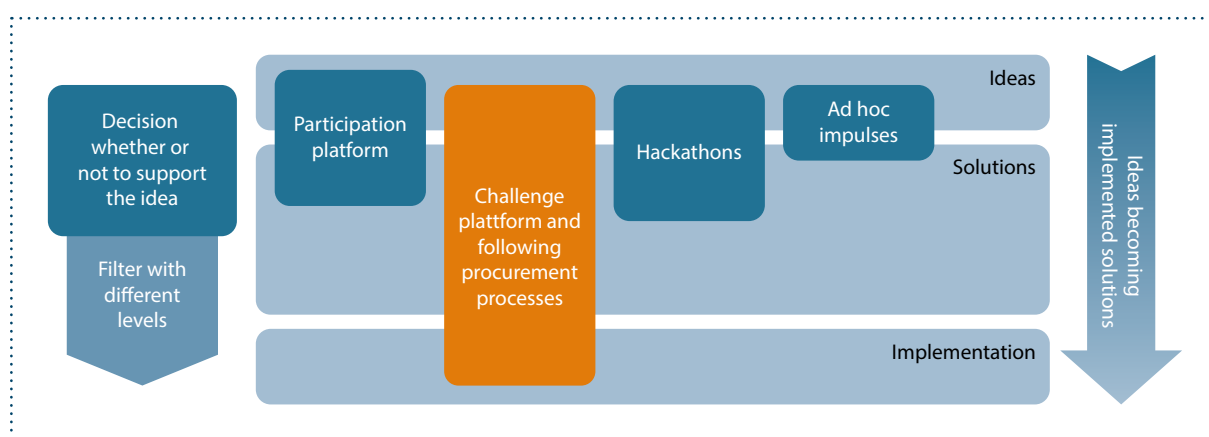 Decision
whether or
not to support
the idea
Filter with
different
levels
Participation
platform
Challenge
plattform and
following
procurement
processes
Hackathons
Ad hoc
impulses
Ideas
Solutions
Implementation
Ideas becoming
implemented solutions